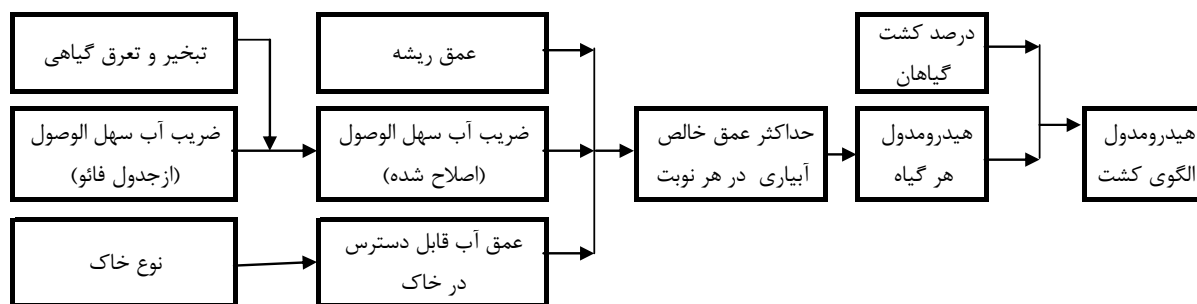 تبخیر و تعرق گیاهی
ضریب آب سهل الوصول
(ازجدول فائو)
نوع خاک
عمق ریشه
ضریب آب سهل الوصول
(اصلاح شده)
عمق آب قابل دسترس
در خاک
حداکثر عمق خالص
آبیاری در هر نوبت
درصد کشت
گیاهان
هیدرومدول
هر گیاه
هیدرومدول
الگوی کشت